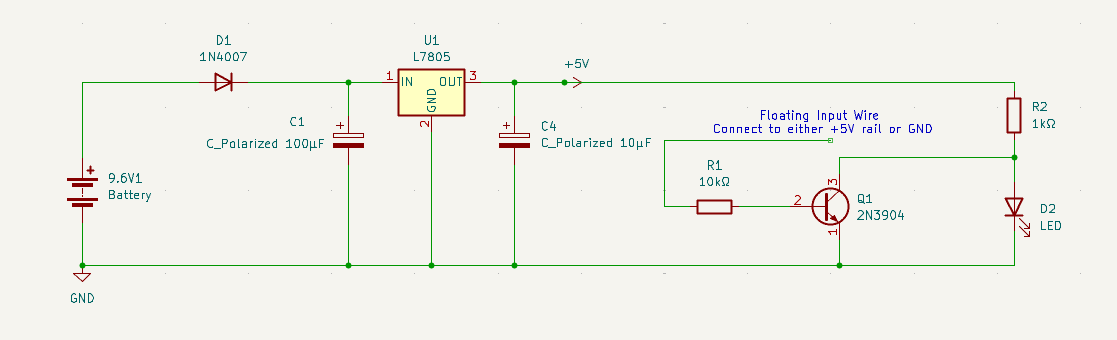 D1
1N4007
U1
L7805
1
IN
OUT
3
GND
2
+5V
C1
+
C_Polarized 100µF
+
C4
C_Polarized 10µF
Floating Input Wire
Connect to either +5V rail or GND
R2
1kΩ
R1
10kΩ
+
9.6V1
Battery
2
3
1
Q1
2N3904
D2
LED
GND